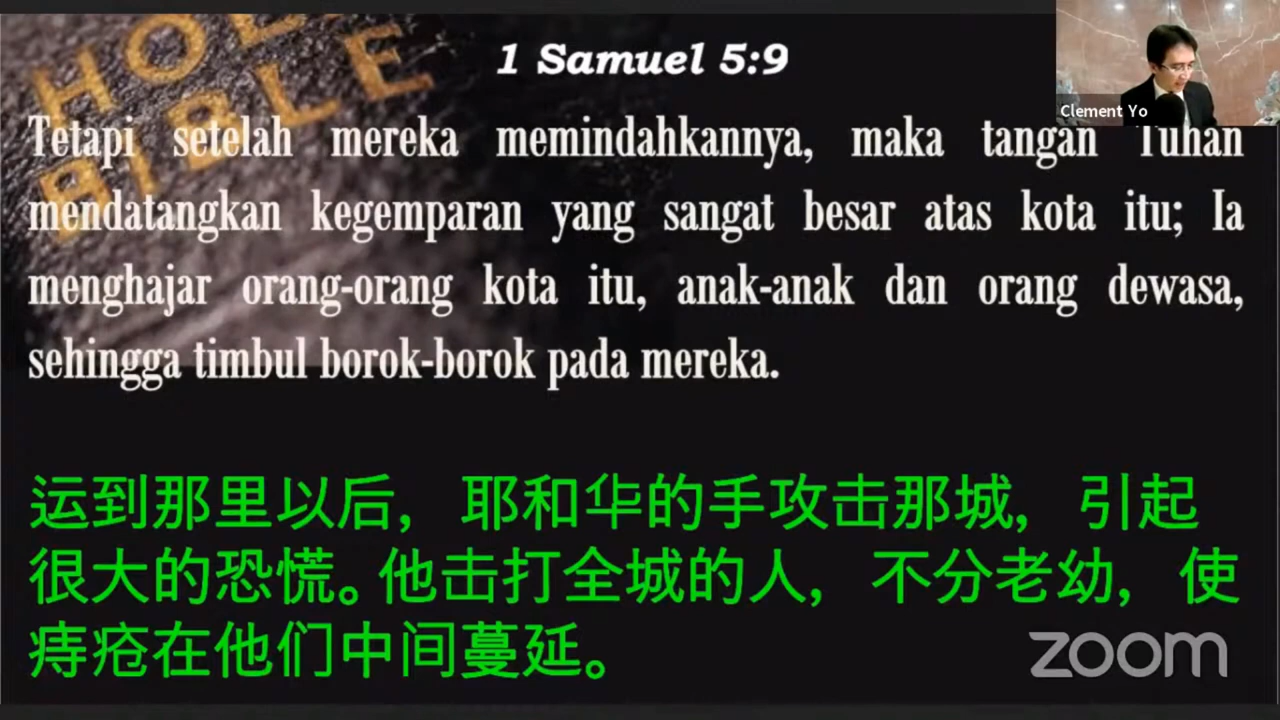 HOLY
BIBLE
1 Samuel 5:9
Clement Yo
Tetapi setelah mereka memindahkannya, maka tangan Tuhan
mendatangkan kegemparan yang sangat besar atas kota itu; Ia
menghajar orang-orang kota itu, anak-anak dan orang dewasa,
sehingga timbul borok-borok pada mereka.
运到那里以后, 耶和华的手攻击那城, 引起
很大的恐慌。他击打全城的人, 不分老幼, 使
痔疮在他们中间蔓延。
zoom